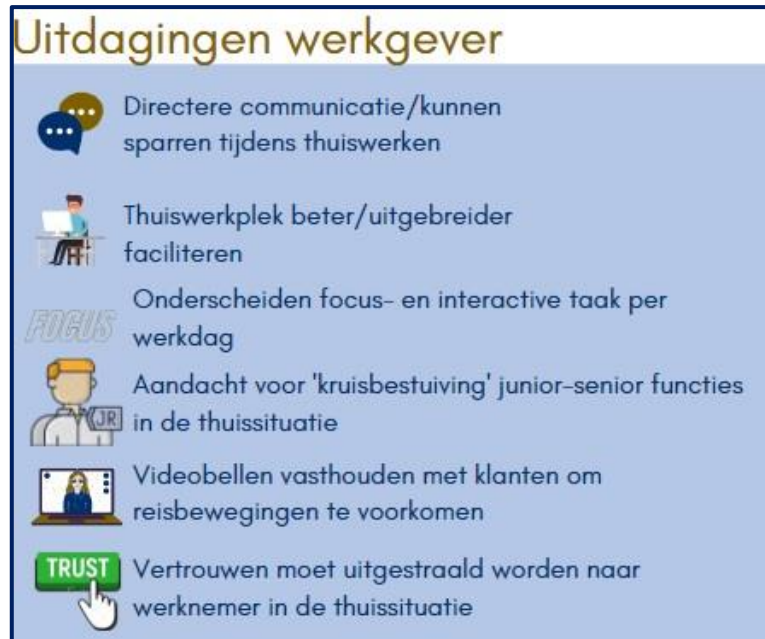 Uitdagingen werkgever
Directere communicatie/kunnen
sparren tijdens thuiswerken
Thuiswerkplek beter/uitgebreider
faciliteren
Onderscheiden focus- en interactive taak per
werkdag
FOCUS
Aandacht voor 'kruisbestuiving' junior-senior functies
in de thuissituatie
JR
Videobellen vasthouden met klanten om
reisbewegingen te voorkomen
TRUST
Vertrouwen moet uitgestraald worden naar
werknemer in de thuissituatie